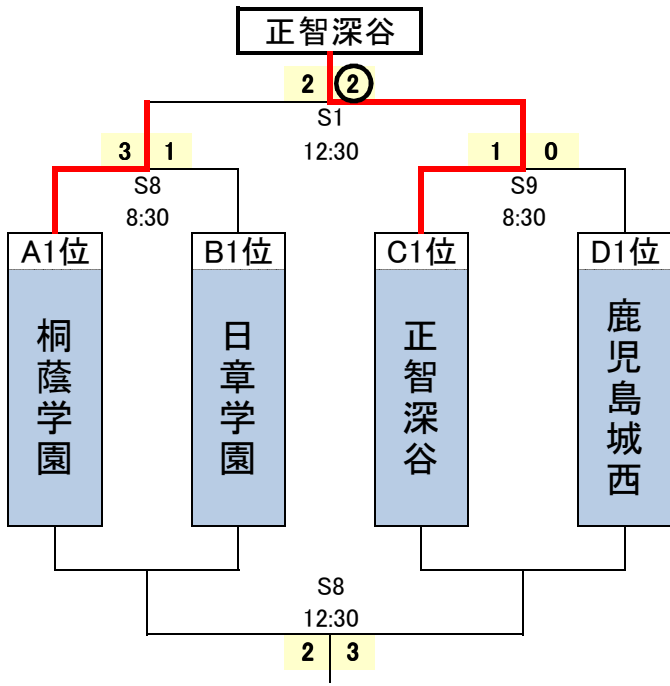 正智深谷
2 2
S1
12:30
3 1
1 0
S8
S9
8:30
8:30
A1位
B1位
C1位
D1位
桐蔭学園
日章学園
正智深谷
鹿児島城西
S8
12:30
2 3